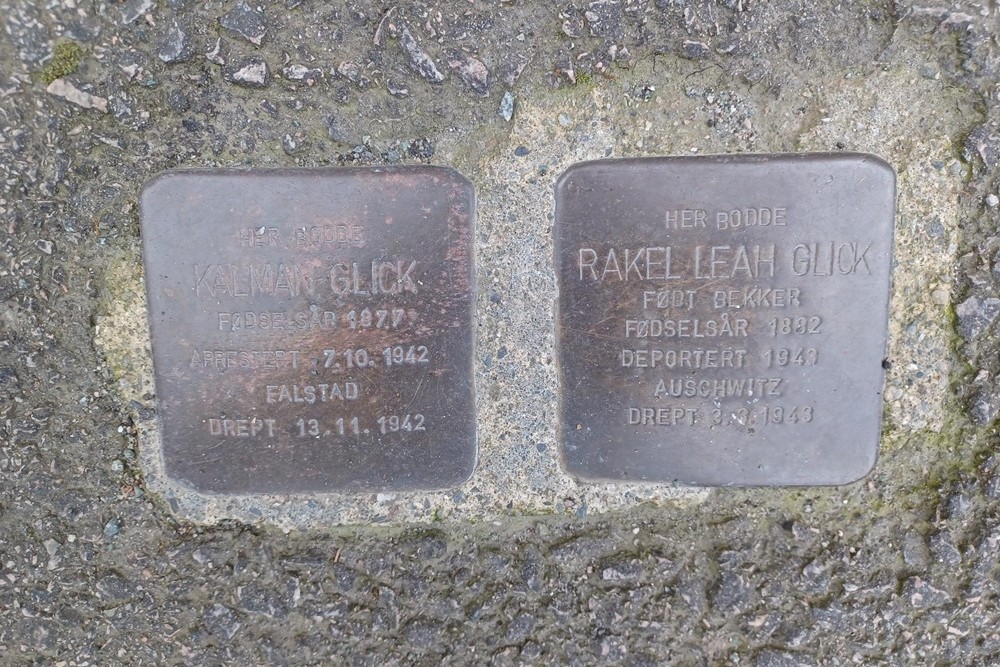 HER BODDE
KALMAN GLICK
FØDSELSÅR 1877
ARRESTERT 7.10.1942
FALSTAD
DREPT 13.11.1942
HER BODDE
RAKEL LEAH GLICK
FØDT BEKKER
FØDSELSÅR 1892
DEPORTERT 1943
AUSCHWITZ
DREPT 3.3.1943